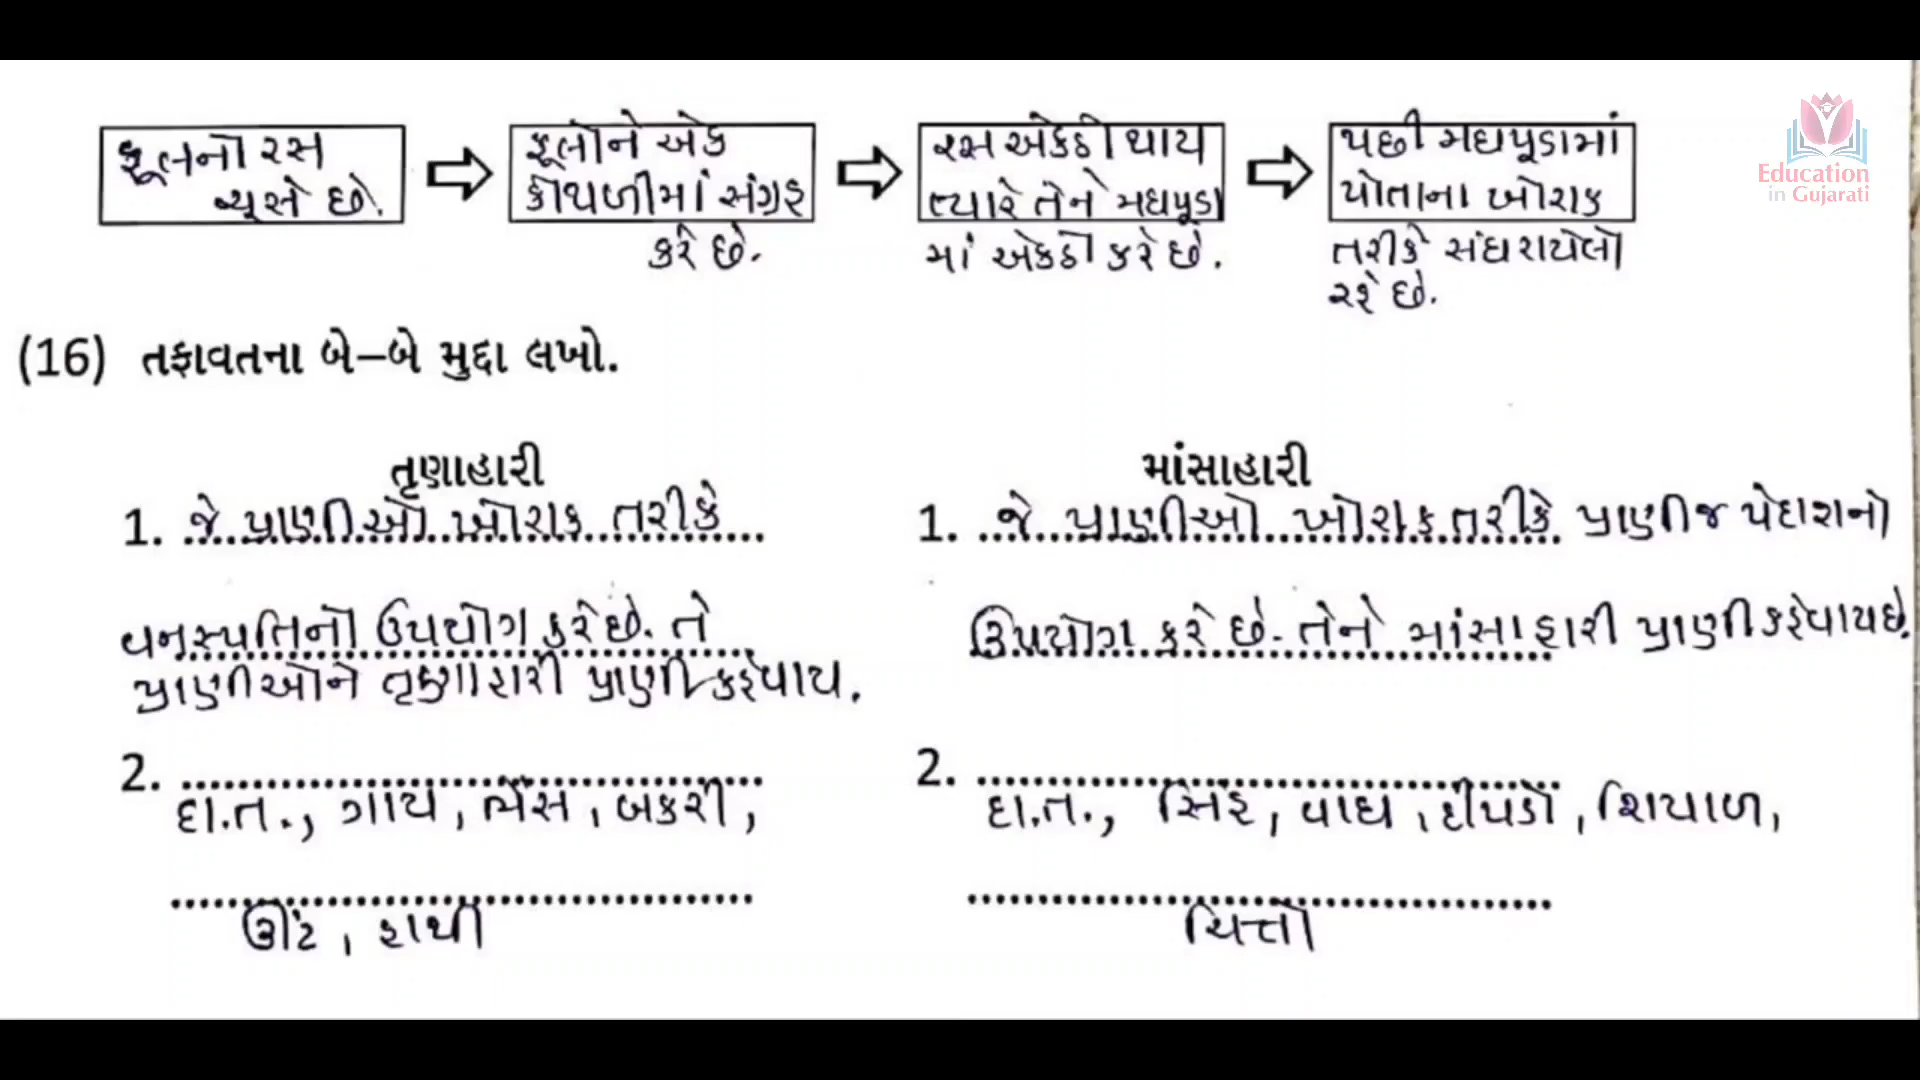 ફૂલનો રસ
ચૂસે છે.
ફૂલોને એક
કોથળીમાં સંગ્રહ
કરે છે.
રસ એકઠો થાય
ત્યારે તેને મધપૂડા
માં એકઠો કરે છે.
પછી મધપૂડામાં
પોતાના ખોરાક
તરીકે સંઘરાયેલો
રહે છે.
Education
in Gujarati
(16) તફાવતના બે–બે મુદ્દા લખો.
તૃણાહારી
1. જે પ્રાણીઓ ખોરાક તરીકે
વનસ્પતિનો ઉપયોગ કરે છે. તે
પ્રાણીઓને તૃણાહારી પ્રાણી કહેવાય.
2.
દા.ત., ગાય, ભેંસ, બકરી,
ઊંટ, હાથી
માંસાહારી
1. જે પ્રાણીઓ ખોરાક તરીકે પ્રાણીજ પેદાશનો
ઉપયોગ કરે છે. તેને માંસાહારી પ્રાણી કહેવાય છે.
2.
દા.ત., સિંહ, વાઘ, દીપડો, શિયાળ,
ચિત્તો